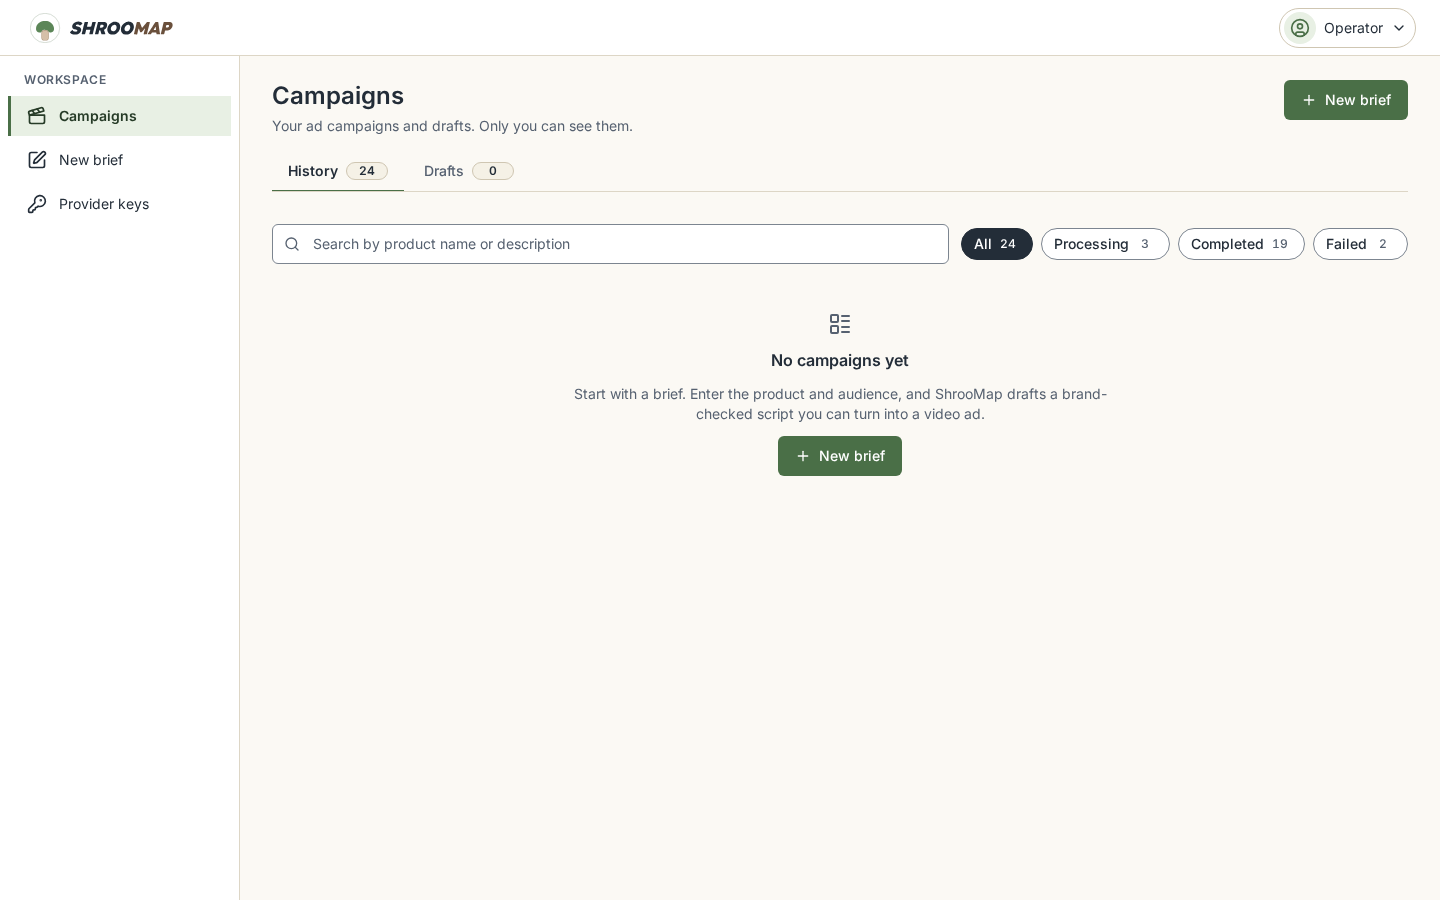 SHROOMAP
Operator
WORKSPACE
Campaigns
New brief
Provider keys
Campaigns
Your ad campaigns and drafts. Only you can see them.
New brief
History 24
Drafts 0
Search by product name or description
All 24
Processing 3
Completed 19
Failed 2
No campaigns yet
Start with a brief. Enter the product and audience, and ShrooMap drafts a brand-
checked script you can turn into a video ad.
New brief